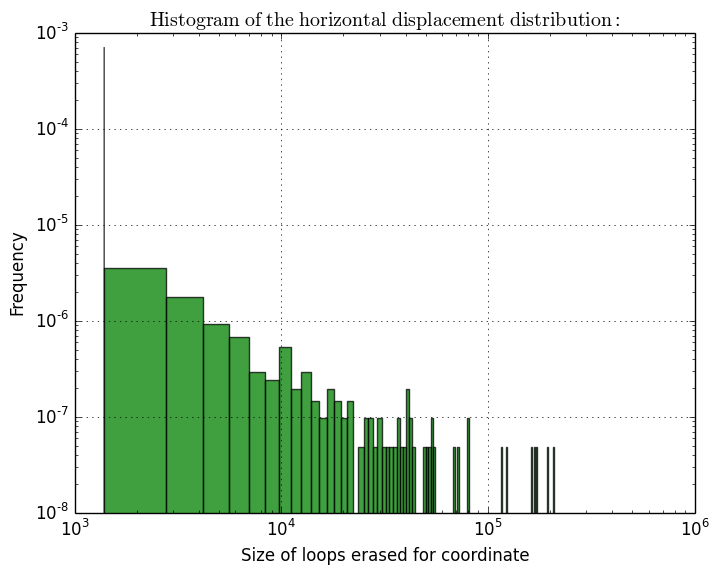 Histogram of the horizontal displacement distribution:
10^-3
10^-4
10^-5
10^-6
10^-7
10^-8
Frequency
10^3 10^4 10^5 10^6
Size of loops erased for coordinate